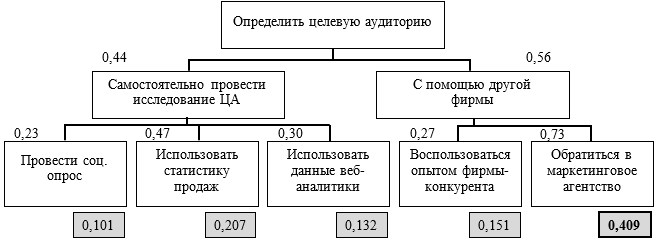 Определить целевую аудиторию
0,44
0,56
Самостоятельно провести
исследование ЦА
С помощью другой
фирмы
0,23
0,47
0,30
0,27
0,73
Провести соц.
опрос
Использовать
статистику
продаж
Использовать
данные веб-
аналитики
Воспользоваться
опытом фирмы-
конкурента
Обратиться в
маркетинговое
агентство
0,101
0,207
0,132
0,151
0,409